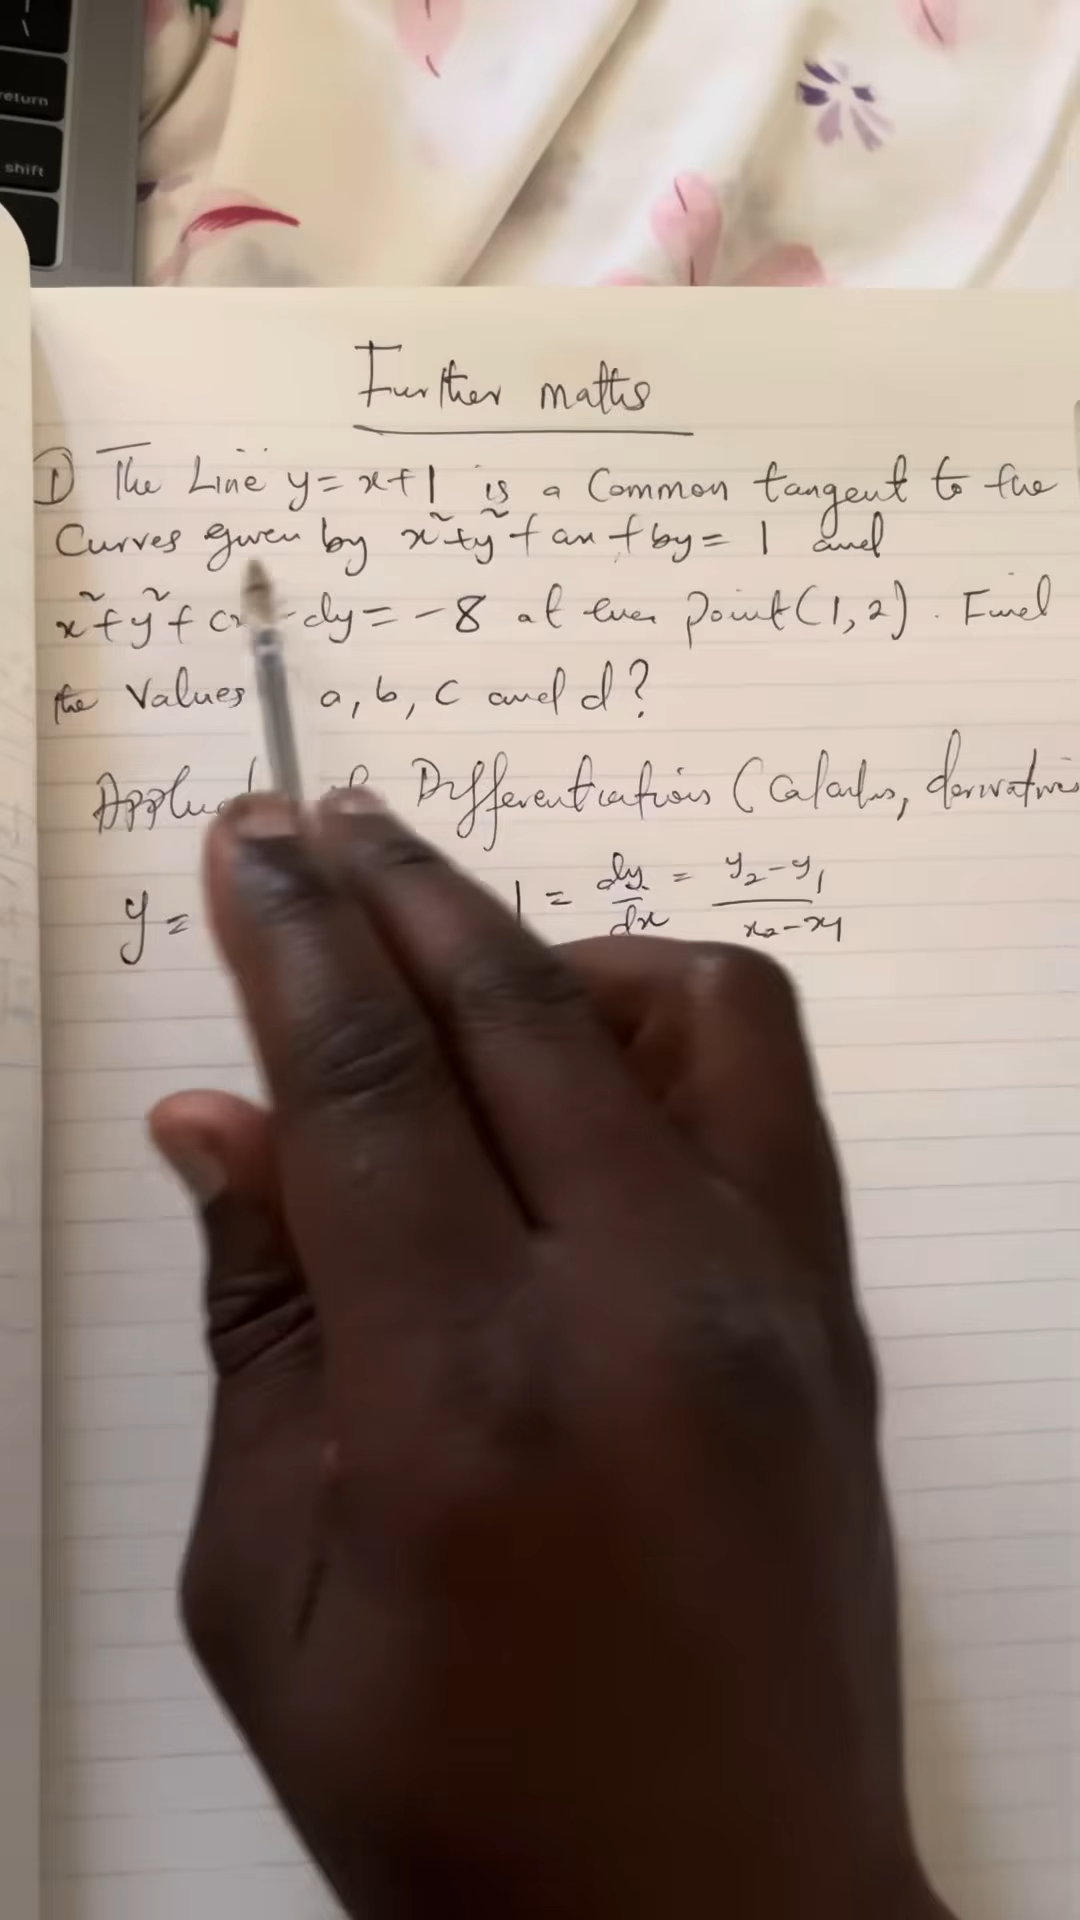 \
return
shift
Further maths
① The Line y = x+1 is a Common tangent to the
Curves given by x²+y²+ax+by = 1 and
x²+y²+cx dy = -8 at point (1,2). Find
the Values a, b, c and d?
Differentiation (Calculus, derivatives
y = 1 = dy/dx = y₂-y₁/x₂-x₁